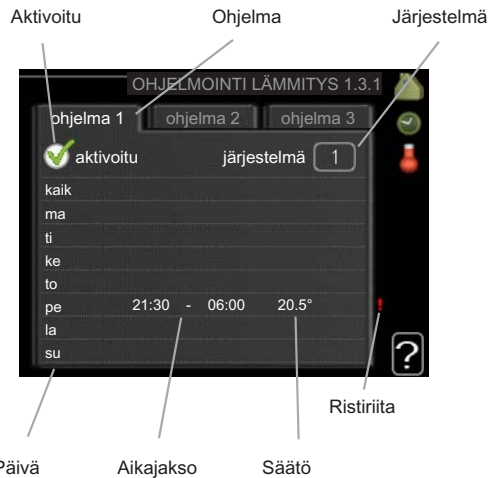 Aktivoitu Ohjelma Järjestelmä
OHJELMOINTI LÄMMITYS 1.3.1
ohjelma 1 ohjelma 2 ohjelma 3
aktivoitu järjestelmä 1
kaik
ma
ti
ke
to
pe 21:30 - 06:00 20.5° !
la
su
?
Ristiriita
Päivä Aikajakso Säätö